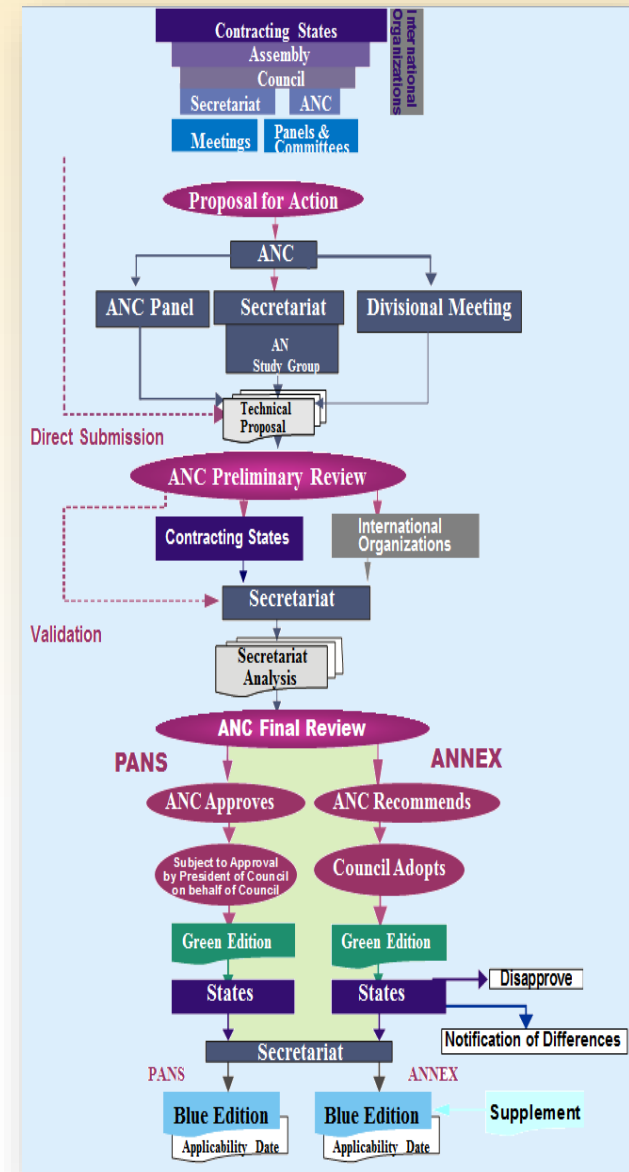 Contracting States
International
Organizations
Assembly
Council
Secretariat
ANC
Meetings
Panels &
Committees
Proposal for Action
ANC
ANC Panel
Secretariat
Divisional Meeting
AN
Study Group
Technical
Proposal
Direct Submission
ANC Preliminary Review
Contracting States
International
Organizations
Secretariat
Validation
Secretariat
Analysis
ANC Final Review
PANS
ANNEX
ANC Approves
ANC Recommends
Subject to Approval
by President of Council
on behalf of Council
Council Adopts
Green Edition
Green Edition
States
States
Disapprove
Notification of Differences
Secretariat
PANS
ANNEX
Blue Edition
Blue Edition
Supplement
Applicability Date
Applicability Date